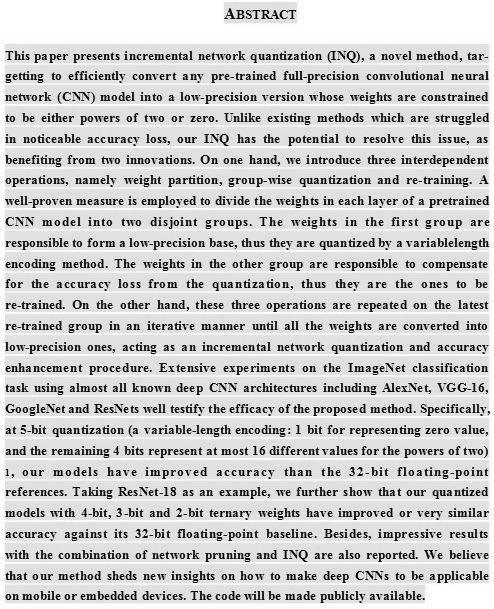 ABSTRACT
This paper presents incremental network quantization (INQ), a novel method, tar-
getting to efficiently convert any pre-trained full-precision convolutional neural
network (CNN) model into a low-precision version whose weights are constrained
to be either powers of two or zero. Unlike existing methods which are struggled
in noticeable accuracy loss, our INQ has the potential to resolve this issue, as
benefiting from two innovations. On one hand, we introduce three interdependent
operations, namely weight partition, group-wise quantization and re-training. A
well-proven measure is employed to divide the weights in each layer of a pretrained
CNN model into two disjoint groups. The weights in the first group are
responsible to form a low-precision base, thus they are quantized by a variablelength
encoding method. The weights in the other group are responsible to compensate
for the accuracy loss from the quantization, thus they are the ones to be
re-trained. On the other hand, these three operations are repeated on the latest
re-trained group in an iterative manner until all the weights are converted into
low-precision ones, acting as an incremental network quantization and accuracy
enhancement procedure. Extensive experiments on the ImageNet classification
task using almost all known deep CNN architectures including AlexNet, VGG-16,
GoogleNet and ResNets well testify the efficacy of the proposed method. Specifically,
at 5-bit quantization (a variable-length encoding: 1 bit for representing zero value,
and the remaining 4 bits represent at most 16 different values for the powers of two)
1, our models have improved accuracy than the 32-bit floating-point
references. Taking ResNet-18 as an example, we further show that our quantized
models with 4-bit, 3-bit and 2-bit ternary weights have improved or very similar
accuracy against its 32-bit floating-point baseline. Besides, impressive results
with the combination of network pruning and INQ are also reported. We believe
that our method sheds new insights on how to make deep CNNs to be applicable
on mobile or embedded devices. The code will be made publicly available.